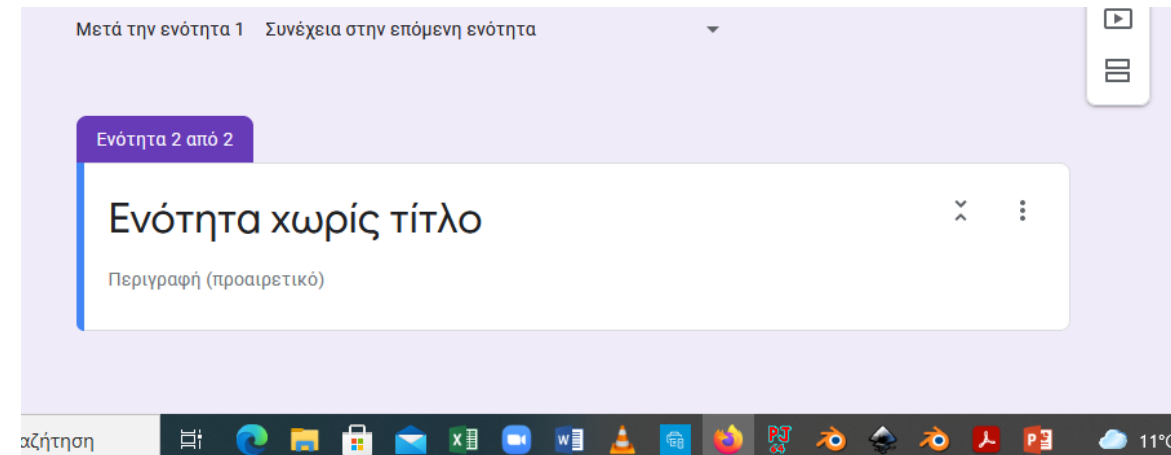 Μετά την ενότητα 1 Συνέχεια στην επόμενη ενότητα
Ενότητα 2 από 2
Ενότητα χωρίς τίτλο
Περιγραφή (προαιρετικό)
αζήτηση
11°C